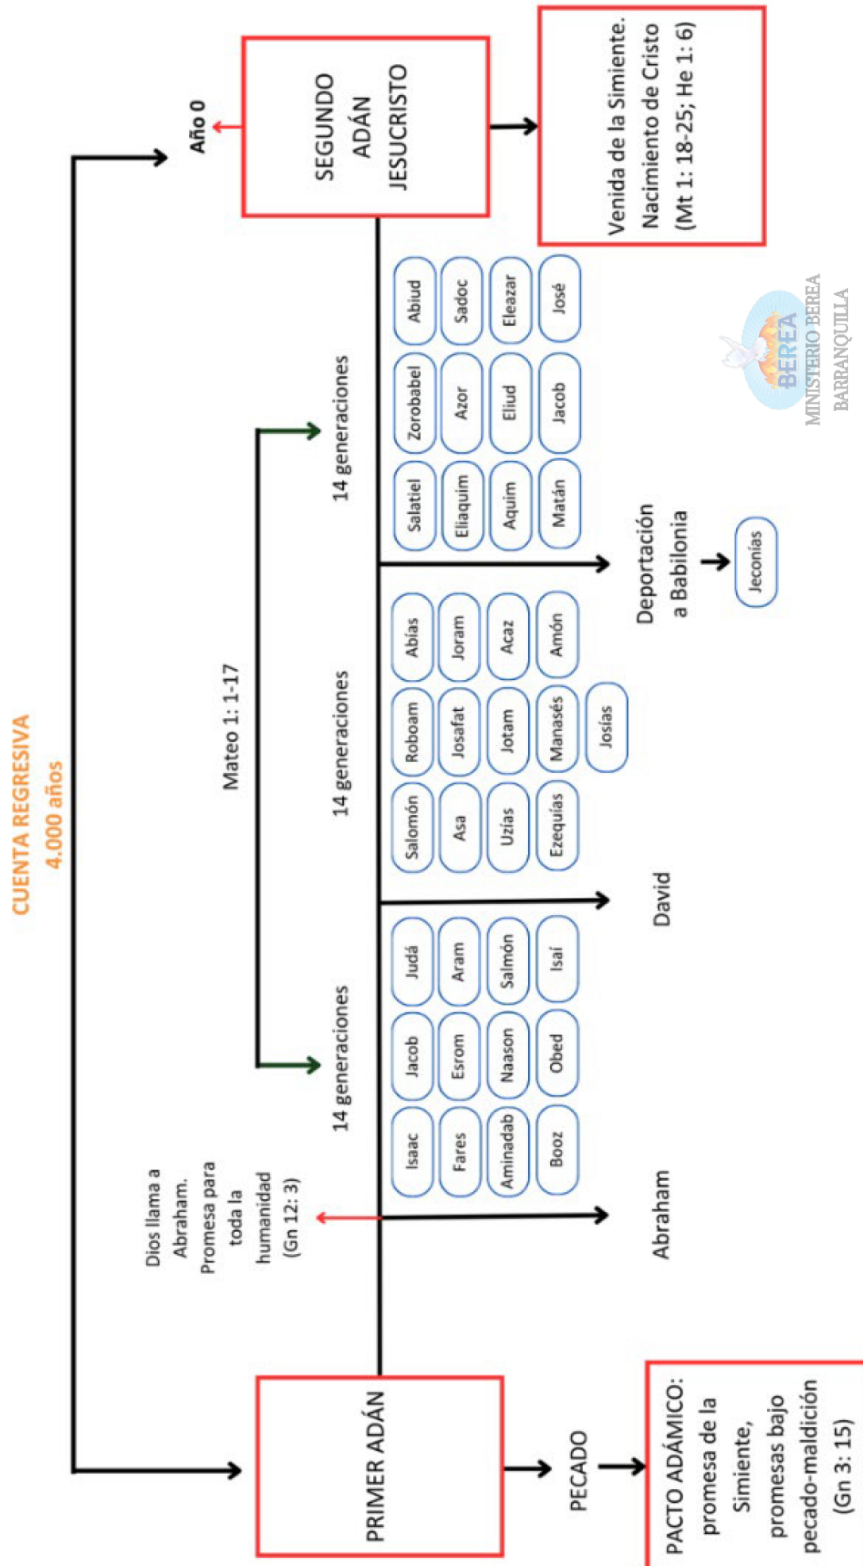 CUENTA REGRESIVA
4.000 años
Año 0
Mateo 1: 1-17
Dios llama a
Abraham.
Promesa para
toda la
humanidad
(Gn 12: 3)
14 generaciones
14 generaciones
14 generaciones
PRIMER ADÁN
SEGUNDO
ADÁN
JESUCRISTO
Isaac
Jacob
Judá
Fares
Esrom
Aram
Aminadab
Naason
Salmón
Booz
Obed
Isaí
Salomón
Roboam
Abías
Asa
Josafat
Joram
Uzías
Jotam
Acaz
Ezequías
Manasés
Amón
Josías
Salatiel
Zorobabel
Abiud
Eliaquim
Azor
Sadoc
Aquim
Eliud
Eleazar
Matán
Jacob
José
PECADO
Abraham
David
Deportación
a Babilonia
Jeconías
PACTO ADÁMICO:
promesa de la
Simiente,
promesas bajo
pecado-maldición
(Gn 3: 15)
Venida de la Simiente.
Nacimiento de Cristo
(Mt 1: 18-25; He 1: 6)
BEREA
MINISTERIO BEREA
BARRANQUILLA